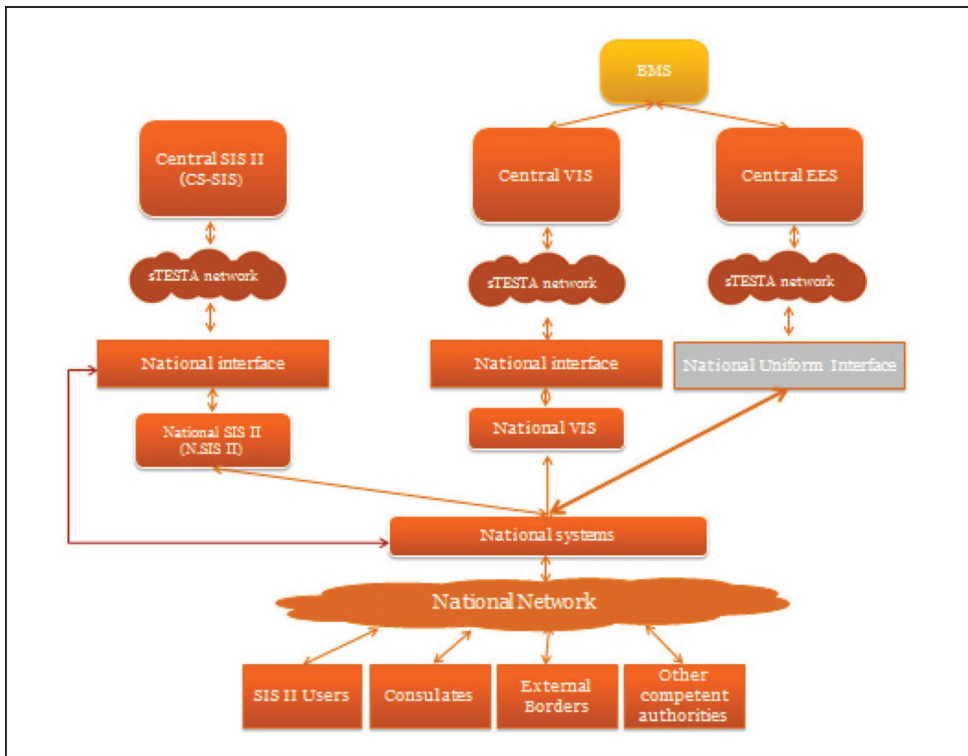 BMS
Central SIS II
(CS-SIS)
Central VIS
Central EES
sTESTA network
sTESTA network
sTESTA network
National interface
National interface
National Uniform Interface
National SIS II
(N.SIS II)
National VIS
National systems
National Network
SIS II Users
Consulates
External
Borders
Other
competent
authorities